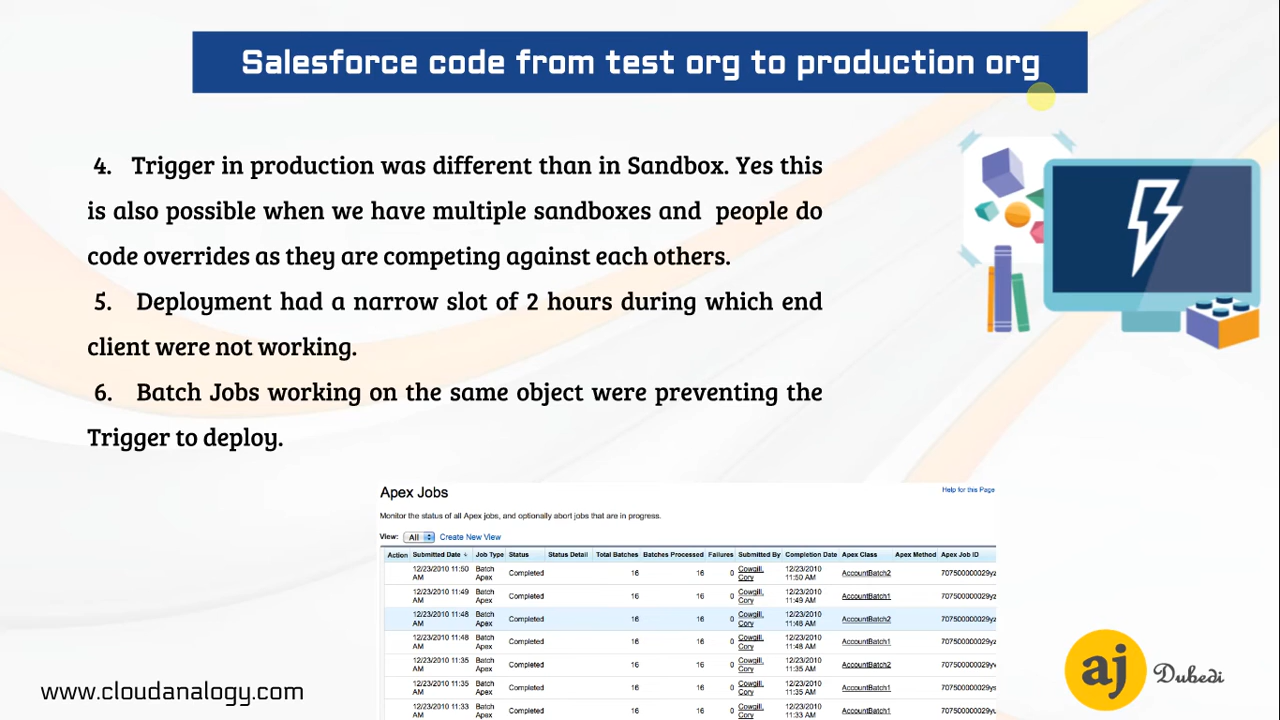 Salesforce code from test org to production org
4. Trigger in production was different than in Sandbox. Yes this
is also possible when we have multiple sandboxes and people do
code overrides as they are competing against each others.
5. Deployment had a narrow slot of 2 hours during which end
client were not working.
6. Batch Jobs working on the same object were preventing the
Trigger to deploy.
Apex Jobs
Help for this Page
Monitor the status of all Apex jobs, and optionally abort jobs that are in progress.
View: All Create New View
Action Submitted Date Job Type Status Status Detail Total Batches Batches Processed Failures Submitted By Completion Date Apex Class Apex Method Apex Job ID
12/23/2010 11:50 Batch Completed 16 16 0 Cowgill, 12/23/2010 AccountBatch2 707500000029yz
AM Apex Cory 11:50 AM
12/23/2010 11:49 Batch Completed 16 16 0 Cowgill, 12/23/2010 AccountBatch1 707500000029yz
AM Apex Cory 11:49 AM
12/23/2010 11:48 Batch Completed 16 16 0 Cowgill, 12/23/2010 AccountBatch2 707500000029yz
AM Apex Cory 11:48 AM
12/23/2010 11:48 Batch Completed 16 16 0 Cowgill, 12/23/2010 AccountBatch1 707500000029yz
AM Apex Cory 11:48 AM
12/23/2010 11:35 Batch Completed 16 16 0 Cowgill, 12/23/2010 AccountBatch2
AM Apex Cory 11:35 AM
12/23/2010 11:35 Batch Completed 16 16 0 Cowgill, 12/23/2010 AccountBatch1 707500000029ys
AM Apex Cory 11:35 AM
12/23/2010 11:33 Batch Completed 16 16 0 Cowgill, 12/23/2010 AccountBatch1
AM Apex Cory 11:33 AM
www.cloudanalogy.com
aj Dubedi